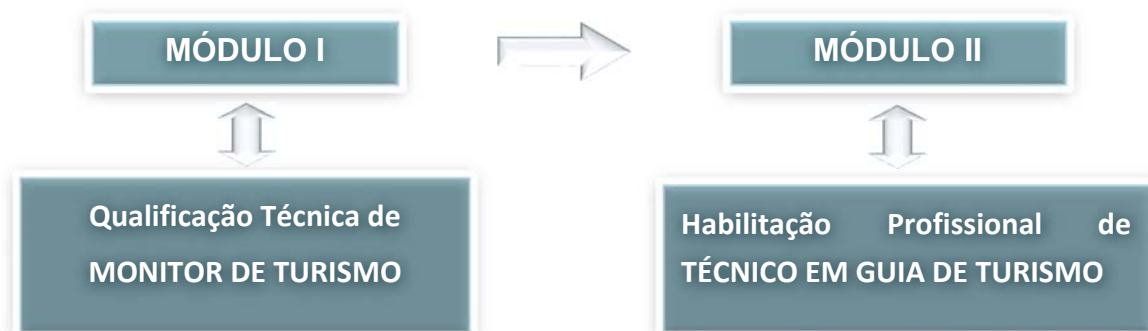 MÓDULO I
MÓDULO II
Qualificação Técnica de
MONITOR DE TURISMO
Habilitação Profissional de
TÉCNICO EM GUIA DE TURISMO